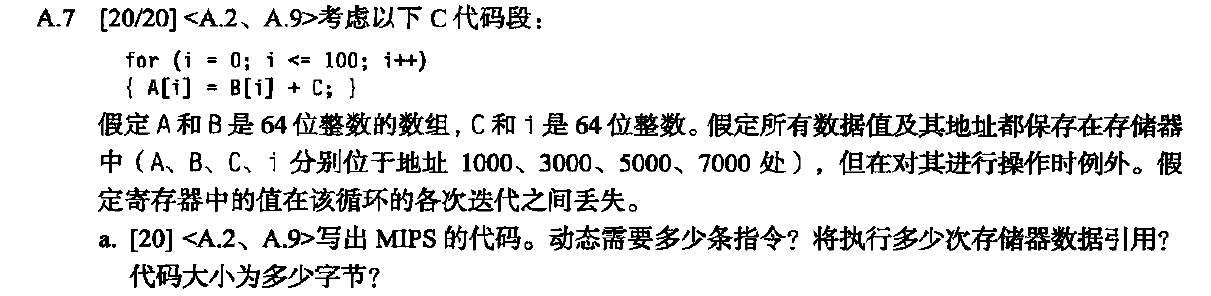 A.7 [20/20] <A.2、A.9>考虑以下 C 代码段：
for (i = 0; i <= 100; i++)
{ A[i] = B[i] + C; }
假定 A 和 B 是 64 位整数的数组，C 和 i 是 64 位整数。假定所有数据值及其地址都保存在存储器
中（A、B、C、i 分别位于地址 1000、3000、5000、7000 处），但在对其进行操作时例外。假
定寄存器中的值在该循环的各次迭代之间丢失。
a. [20] <A.2、A.9>写出 MIPS 的代码。动态需要多少条指令？将执行多少次存储器数据引用？
代码大小为多少字节？